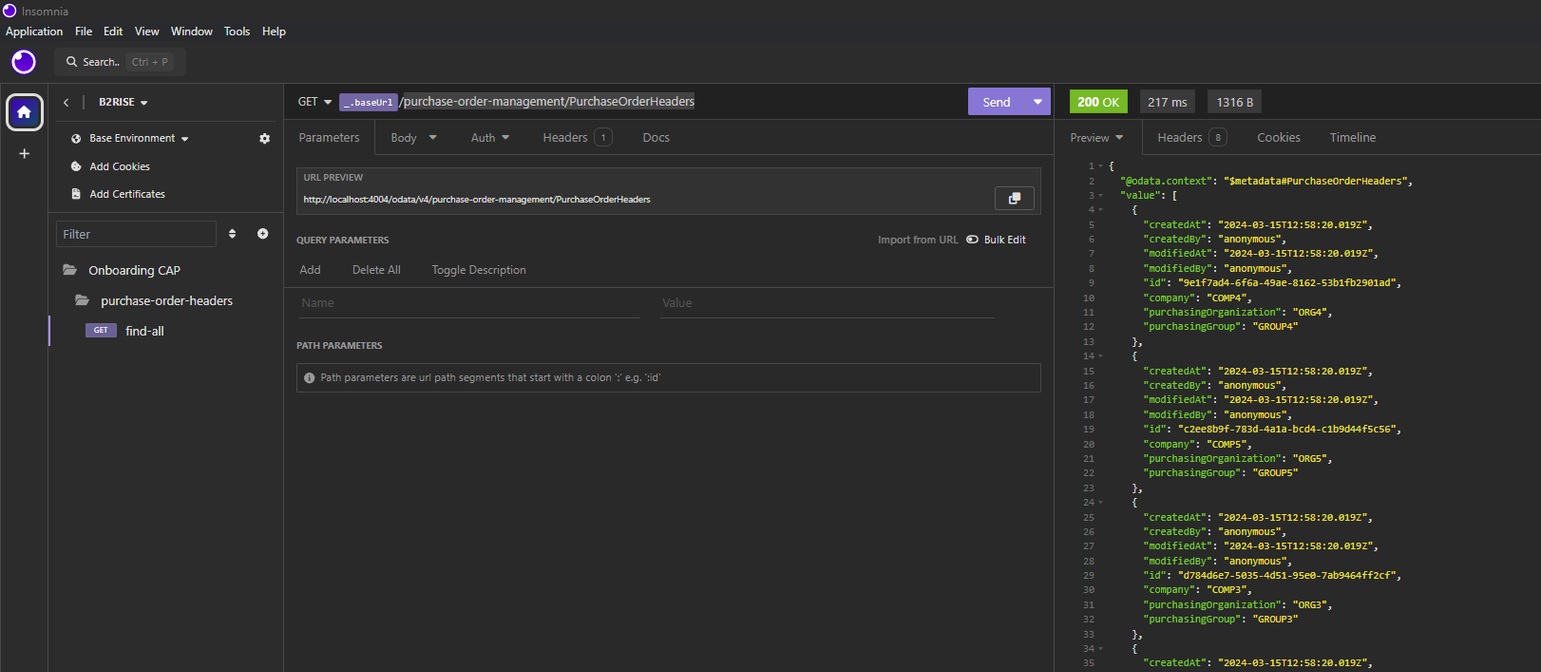 Insomnia
Application File Edit View Window Tools Help
Search.. Ctrl + P
B2RISE
Base Environment
Add Cookies
Add Certificates
Filter
Onboarding CAP
purchase-order-headers
GET find-all
GET _.baseUrl /purchase-order-management/PurchaseOrderHeaders Send
Parameters Body Auth Headers 1 Docs
URL PREVIEW
http://localhost:4004/odata/v4/purchase-order-management/PurchaseOrderHeaders
QUERY PARAMETERS Import from URL Bulk Edit
Add Delete All Toggle Description
Name Value
PATH PARAMETERS
Path parameters are url path segments that start with a colon ':' e.g. ':id'
200 OK 217 ms 1316 B
Preview Headers 8 Cookies Timeline
1 {
2 "@odata.context": "$metadata#PurchaseOrderHeaders",
3 "value": [
4 {
5 "createdAt": "2024-03-15T12:58:20.019Z",
6 "createdBy": "anonymous",
7 "modifiedAt": "2024-03-15T12:58:20.019Z",
8 "modifiedBy": "anonymous",
9 "id": "9e1f7ad4-6f6a-49ae-8162-53b1fb2901ad",
10 "company": "COMP4",
11 "purchasingOrganization": "ORG4",
12 "purchasingGroup": "GROUP4"
13 },
14 {
15 "createdAt": "2024-03-15T12:58:20.019Z",
16 "createdBy": "anonymous",
17 "modifiedAt": "2024-03-15T12:58:20.019Z",
18 "modifiedBy": "anonymous",
19 "id": "c2ee8b9f-783d-4a1a-bcd4-c1b9d44f5c56",
20 "company": "COMP5",
21 "purchasingOrganization": "ORG5",
22 "purchasingGroup": "GROUP5"
23 },
24 {
25 "createdAt": "2024-03-15T12:58:20.019Z",
26 "createdBy": "anonymous",
27 "modifiedAt": "2024-03-15T12:58:20.019Z",
28 "modifiedBy": "anonymous",
29 "id": "d784d6e7-5035-4d51-95e0-7ab9464ff2cf",
30 "company": "COMP3",
31 "purchasingOrganization": "ORG3",
32 "purchasingGroup": "GROUP3"
33 },
34 {
35 "createdAt": "2024-03-15T12:58:20.019Z",